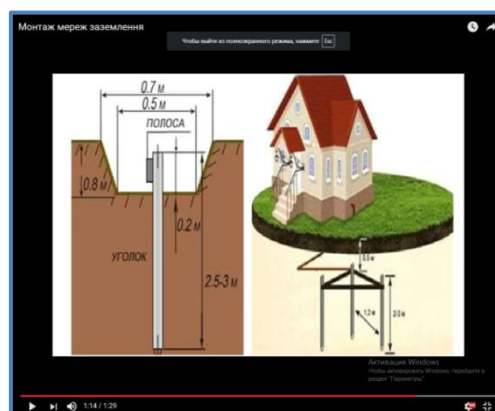 Монтаж мереж заземлення
Чтобы выйти из полноэкранного режима, нажмите Esc
0.7 м
0.5 м
ПОЛОСА
0.8 м
0.2 м
УГОЛОК
2.5-3 м
1.2 м
2-3 м
Активация Windows
Чтобы активировать Windows, перейдите в
раздел "Параметры".
1:14 / 1:29